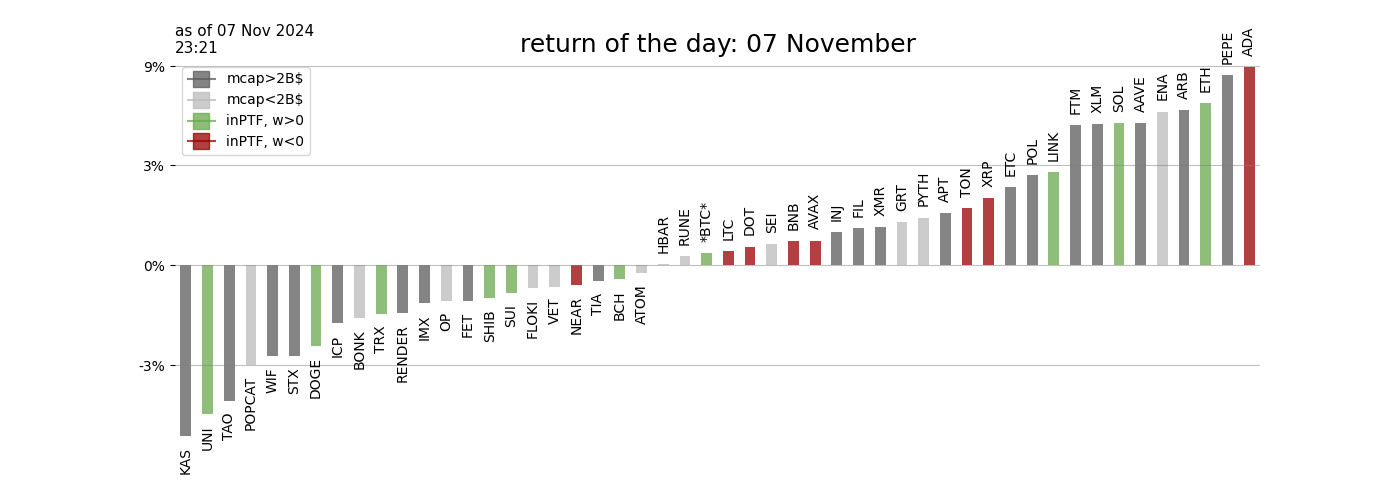 as of 07 Nov 2024
23:21
return of the day: 07 November
9%
3%
0%
-3%
mcap>2B$
mcap<2B$
inPTF, w>0
inPTF, w<0
KAS
UNI
TAO
POPCAT
WIF
STX
DOGE
ICP
BONK
TRX
RENDER
IMX
OP
FET
SHIB
SUI
FLOKI
VET
NEAR
TIA
BCH
ATOM
HBAR
RUNE
*BTC*
LTC
DOT
SEI
BNB
AVAX
INJ
FIL
XMR
GRT
PYTH
APT
TON
XRP
ETC
POL
LINK
FTM
XLM
SOL
AAVE
ENA
ARB
ETH
PEPE
ADA